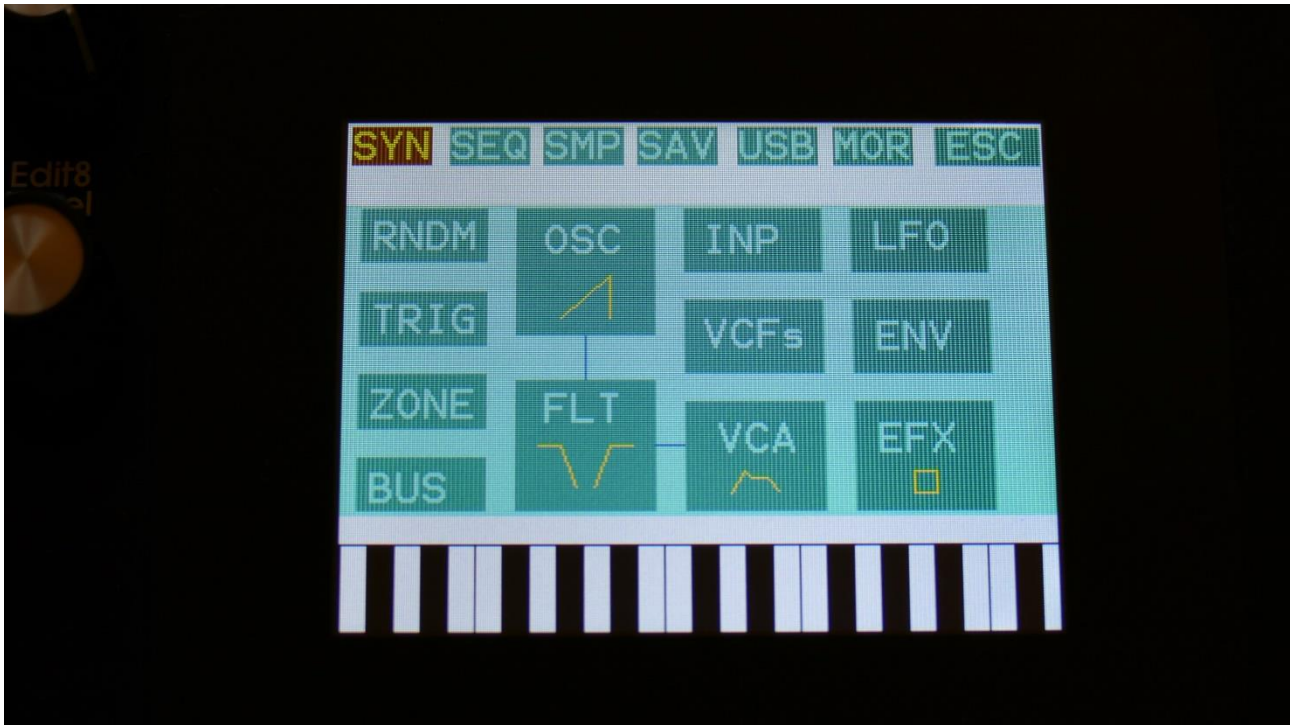 SYN SEQ SMP SAV USB MOR ESC
Edit8
RNDM OSC INP LFO
TRIG VCFs ENV
ZONE FLT VCA EFX
BUS